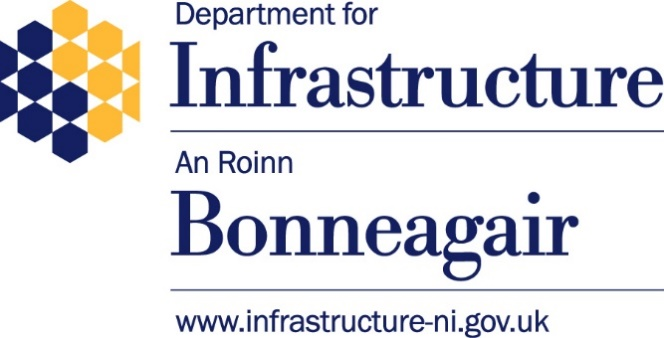 Department for
Infrastructure
An Roinn
Bonneagair
www.infrastructure-ni.gov.uk